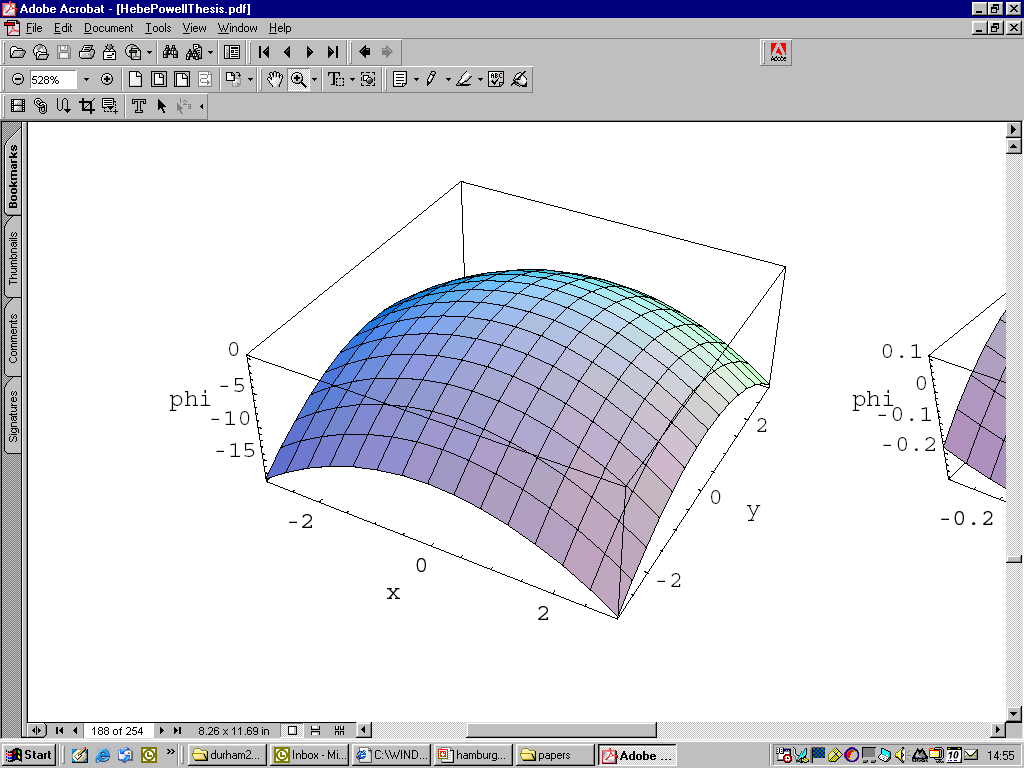 Adobe Acrobat - [HebePowellThesis.pdf]
File Edit Document Tools View Window Help
Adobe
528%
Bookmarks
Thumbnails
Comments
Signatures
0
-5
-10
-15
phi
-2
0
2
x
-2
0
2
y
0.1
0
-0.1
-0.2
phi
-0.2
188 of 254
8.26 x 11.69 in
Start
durham2...
Inbox - Mi...
C:\WIND...
hamburg...
papers
Adobe ...
10
14:55